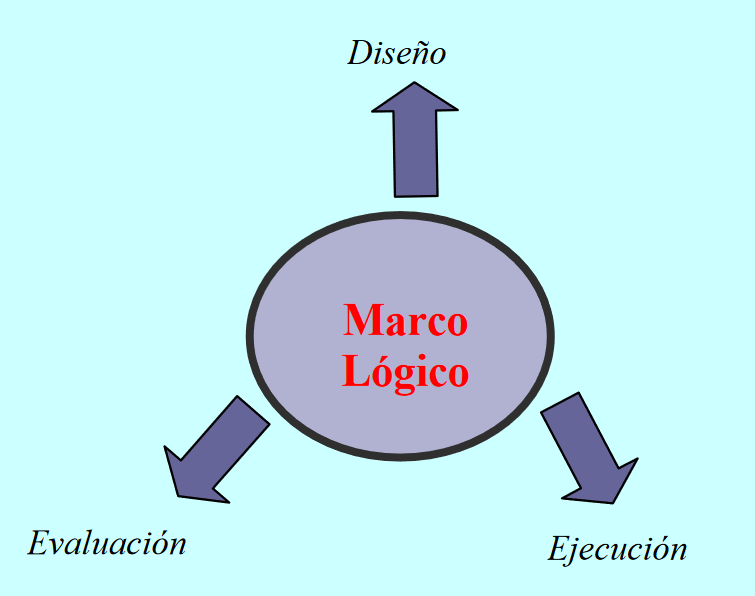 Diseño
Marco
Lógico
Evaluación
Ejecución